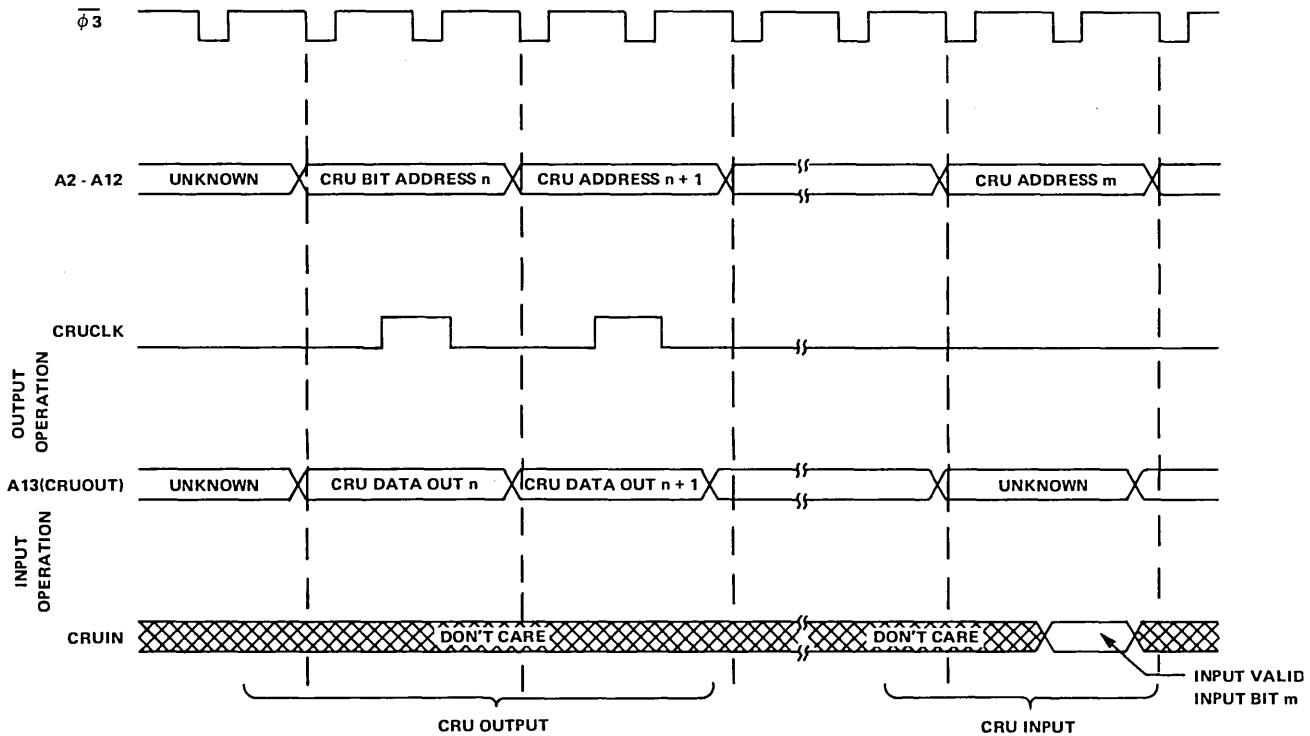 φ̅3
A2 - A12
UNKNOWN
CRU BIT ADDRESS n
CRU ADDRESS n + 1
CRU ADDRESS m
CRUCLK
OUTPUT
OPERATION
A13(CRUOUT)
UNKNOWN
CRU DATA OUT n
CRU DATA OUT n + 1
UNKNOWN
INPUT
OPERATION
CRUIN
DON'T CARE
DON'T CARE
INPUT VALID
INPUT BIT m
CRU OUTPUT
CRU INPUT